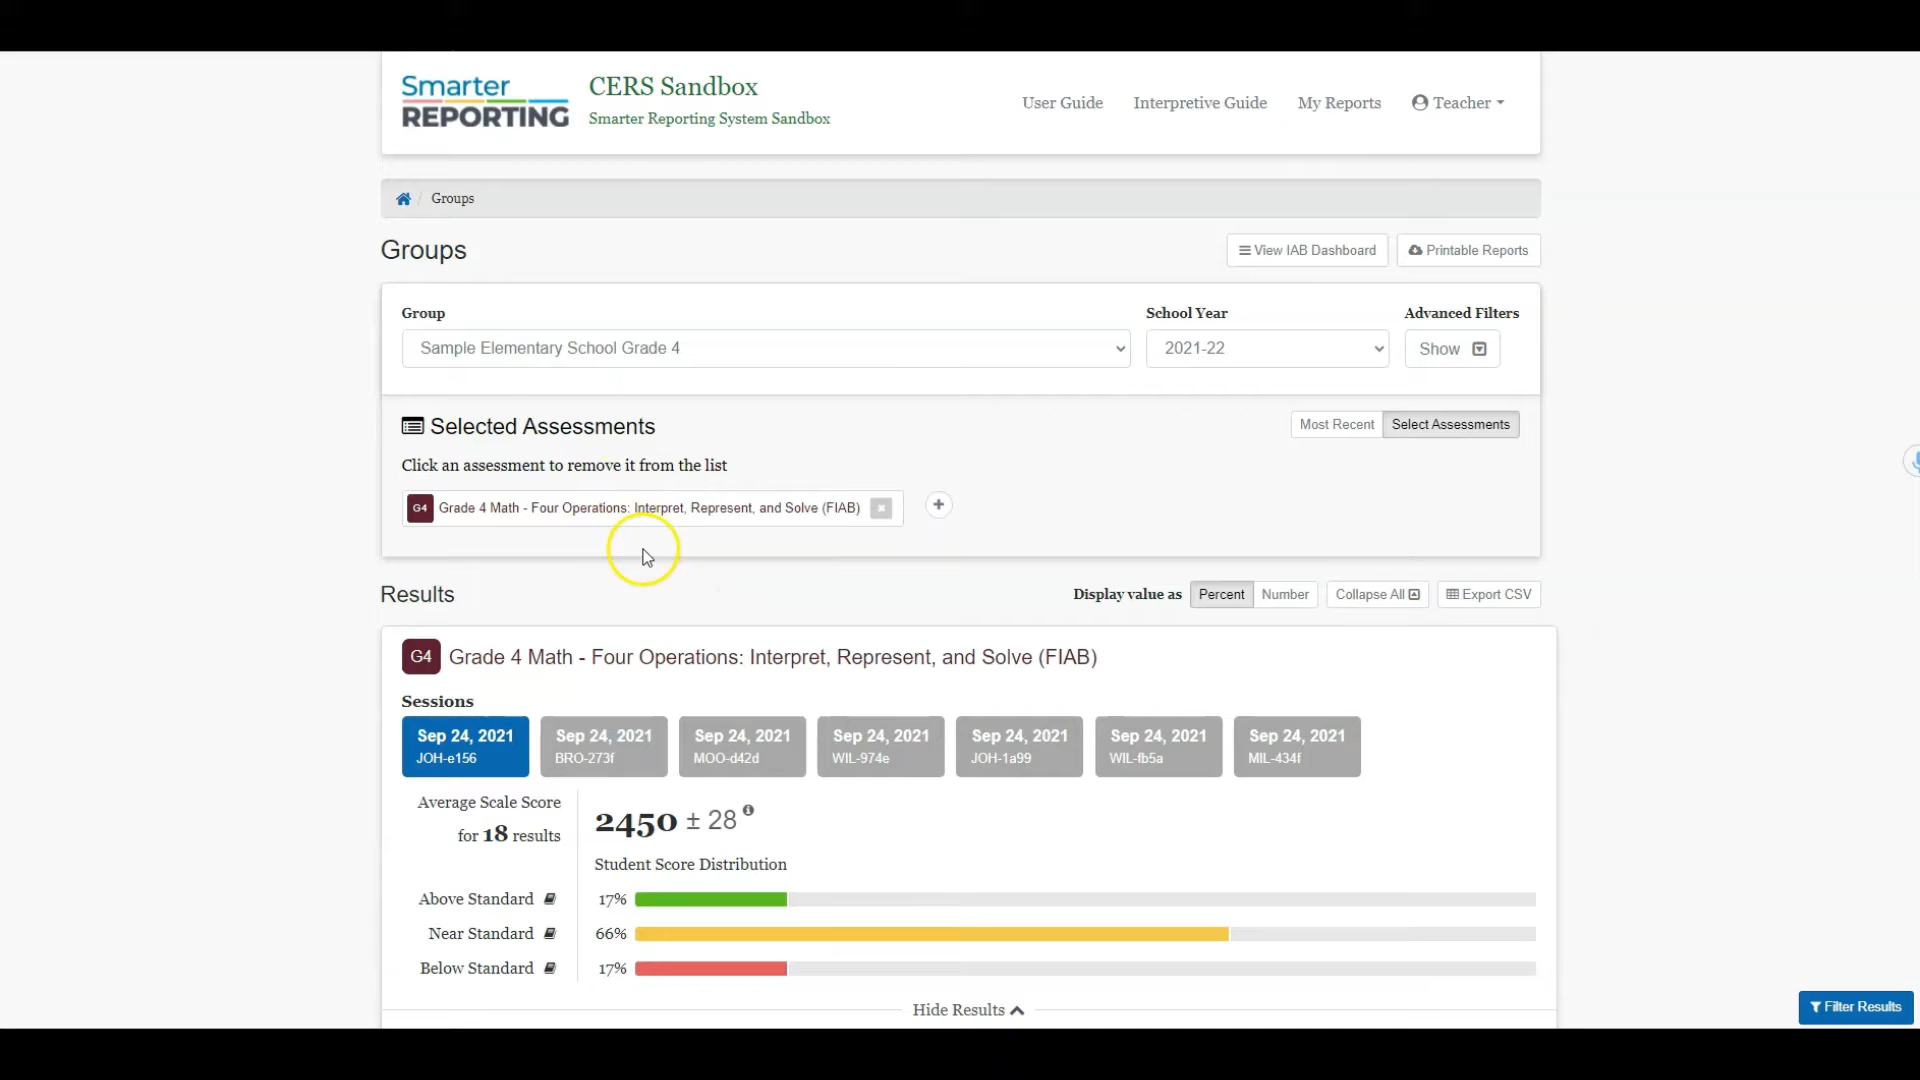 Smarter
REPORTING
CERS Sandbox
Smarter Reporting System Sandbox
User Guide
Interpretive Guide
My Reports
Teacher
/ Groups
Groups
View IAB Dashboard
Printable Reports
Group
School Year
Advanced Filters
Sample Elementary School Grade 4
2021-22
Show
Selected Assessments
Most Recent
Select Assessments
Click an assessment to remove it from the list
G4 Grade 4 Math - Four Operations: Interpret, Represent, and Solve (FIAB) ×
+
Results
Display value as
Percent
Number
Collapse All
Export CSV
G4 Grade 4 Math - Four Operations: Interpret, Represent, and Solve (FIAB)
Sessions
Sep 24, 2021
JOH-e156
Sep 24, 2021
BRO-273f
Sep 24, 2021
MOO-d42d
Sep 24, 2021
WIL-974e
Sep 24, 2021
JOH-1a99
Sep 24, 2021
WIL-fb5a
Sep 24, 2021
MIL-434f
Average Scale Score
for 18 results
2450 ± 28
Student Score Distribution
Above Standard 17%
Near Standard 66%
Below Standard 17%
Hide Results
Filter Results